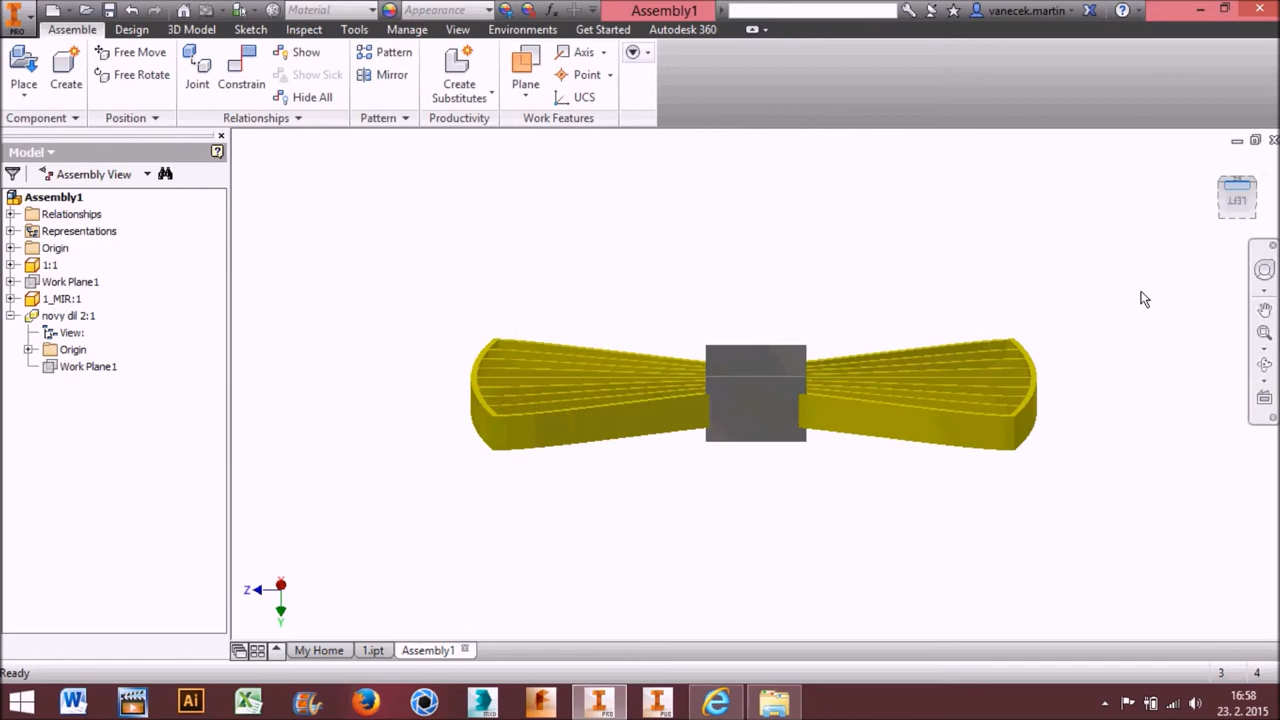 Material
Appearance
Assembly1
vanecek.martin
PRO
Assemble
Design
3D Model
Sketch
Inspect
Tools
Manage
View
Environments
Get Started
Autodesk 360
Place
Create
Free Move
Free Rotate
Joint
Constrain
Show
Show Sick
Hide All
Pattern
Mirror
Create
Substitutes
Plane
Axis
Point
UCS
Component
Position
Relationships
Pattern
Productivity
Work Features
Model
Assembly View
Assembly1
Relationships
Representations
Origin
1:1
Work Plane1
1_MIR:1
novy dil 2:1
View:
Origin
Work Plane1
LEFT
Z
X
Y
My Home
1.ipt
Assembly1
Ready
3
4
16:58
23. 2. 2015